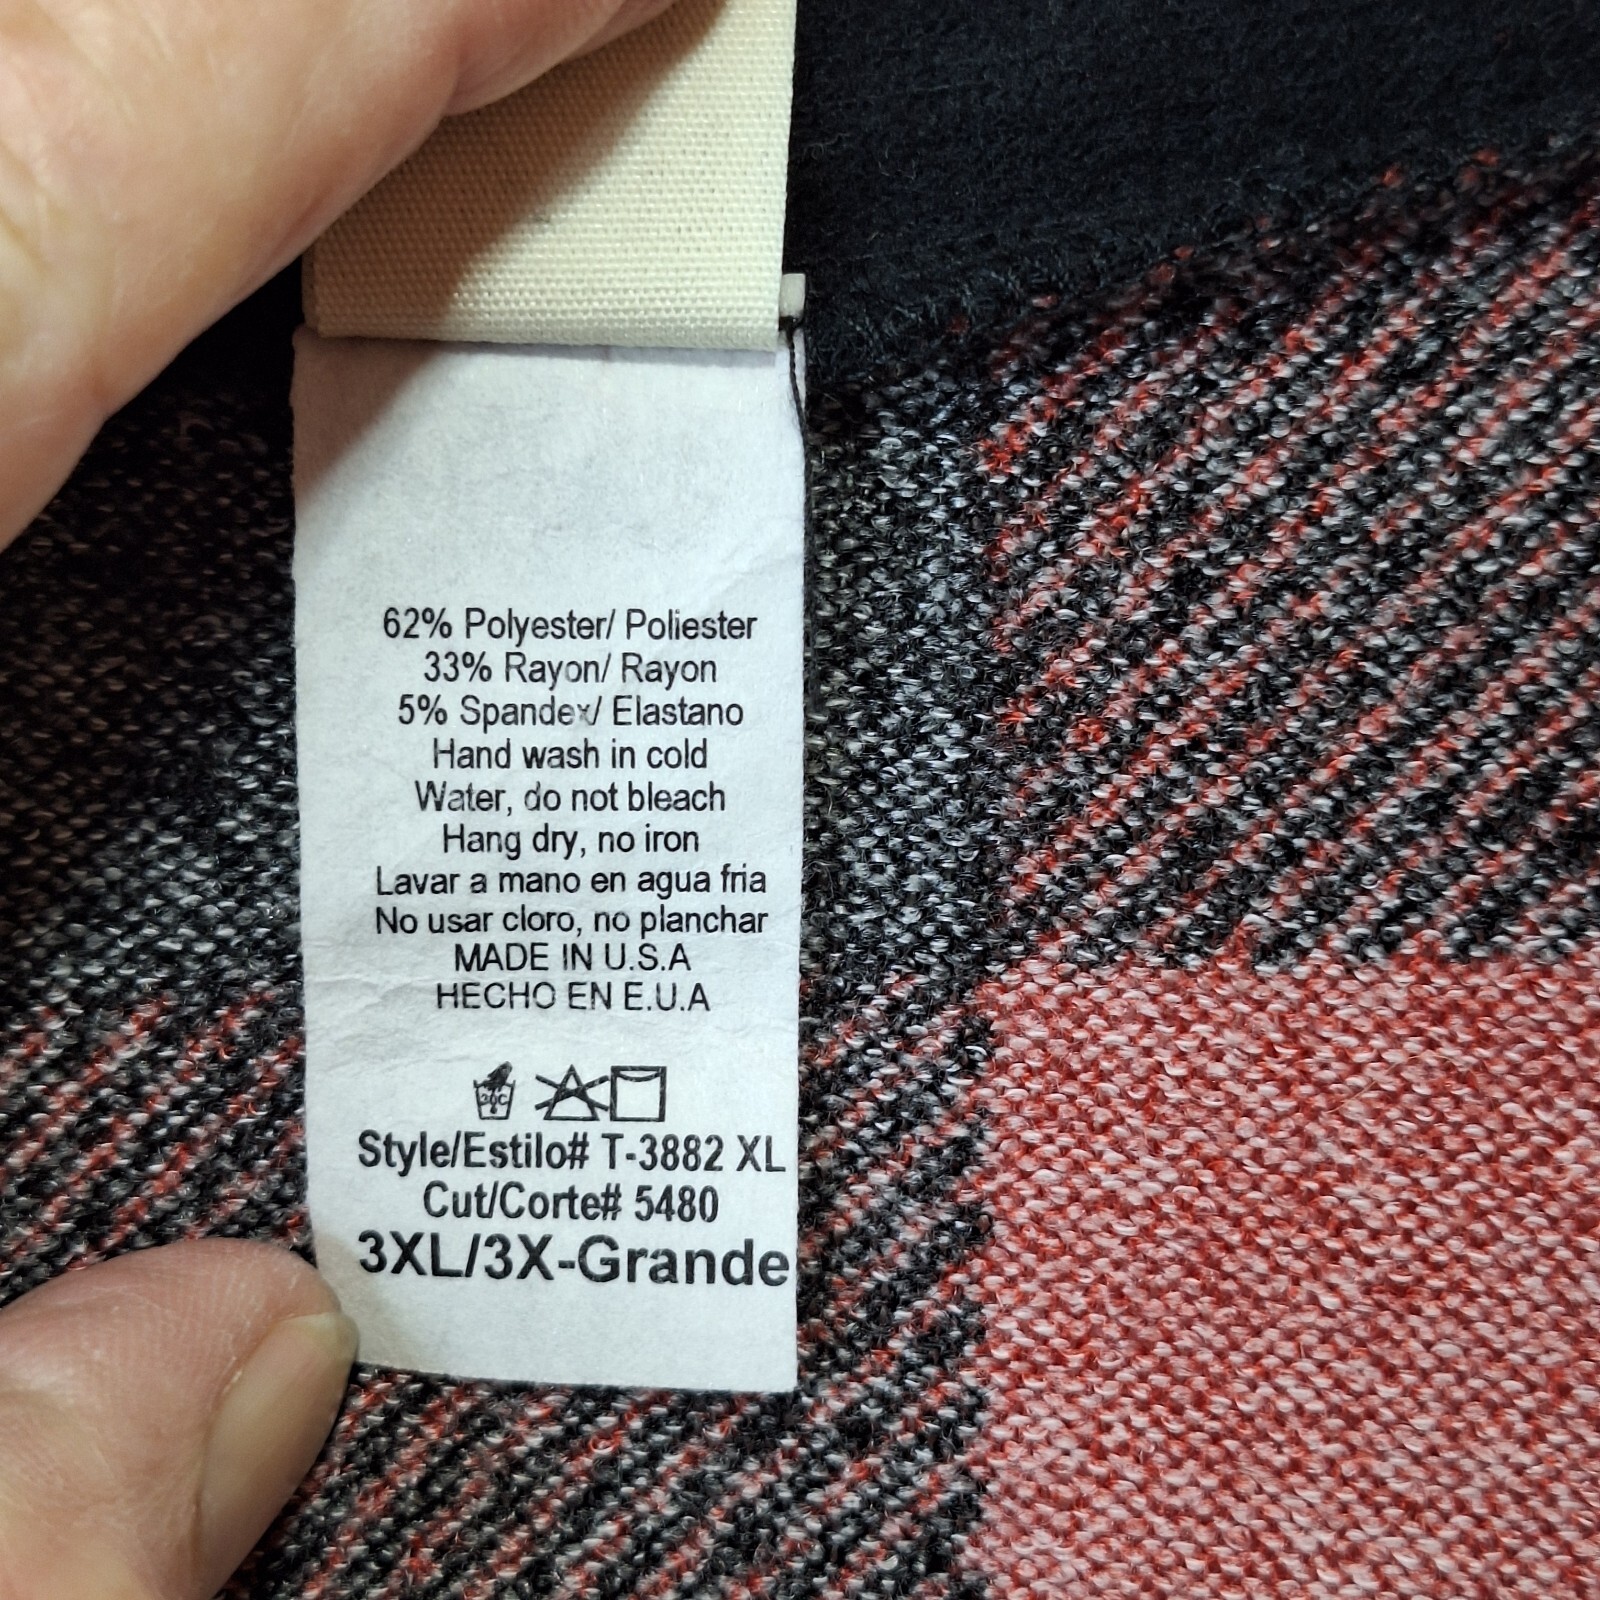 62% Polyester/ Poliester
33% Rayon/ Rayon
5% Spandex/ Elastano
Hand wash in cold
Water, do not bleach
Hang dry, no iron
Lavar a mano en agua fria
No usar cloro, no planchar
MADE IN U.S.A
HECHO EN E.U.A
30C
Style/Estilo# T-3882 XL
Cut/Corte# 5480
3XL/3X-Grande